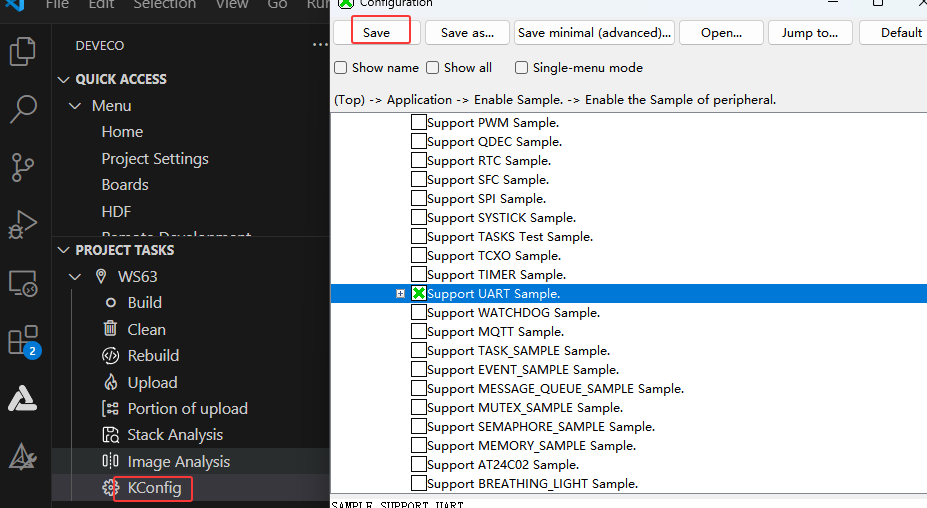 File Edit Selection View Go Run
DEVECO
QUICK ACCESS
Menu
Home
Project Settings
Boards
HDF
Remote Development
PROJECT TASKS
WS63
Build
Clean
Rebuild
Upload
Portion of upload
Stack Analysis
Image Analysis
KConfig
2
Configuration
Save Save as... Save minimal (advanced)... Open... Jump to... Default
Show name Show all Single-menu mode
(Top) -> Application -> Enable Sample. -> Enable the Sample of peripheral.
Support PWM Sample.
Support QDEC Sample.
Support RTC Sample.
Support SFC Sample.
Support SPI Sample.
Support SYSTICK Sample.
Support TASKS Test Sample.
Support TCXO Sample.
Support TIMER Sample.
Support UART Sample.
Support WATCHDOG Sample.
Support MQTT Sample.
Support TASK_SAMPLE Sample.
Support EVENT_SAMPLE Sample.
Support MESSAGE_QUEUE_SAMPLE Sample.
Support MUTEX_SAMPLE Sample.
Support SEMAPHORE_SAMPLE Sample.
Support MEMORY_SAMPLE Sample.
Support AT24C02 Sample.
Support BREATHING_LIGHT Sample.
SAMPLE_SUPPORT_UART